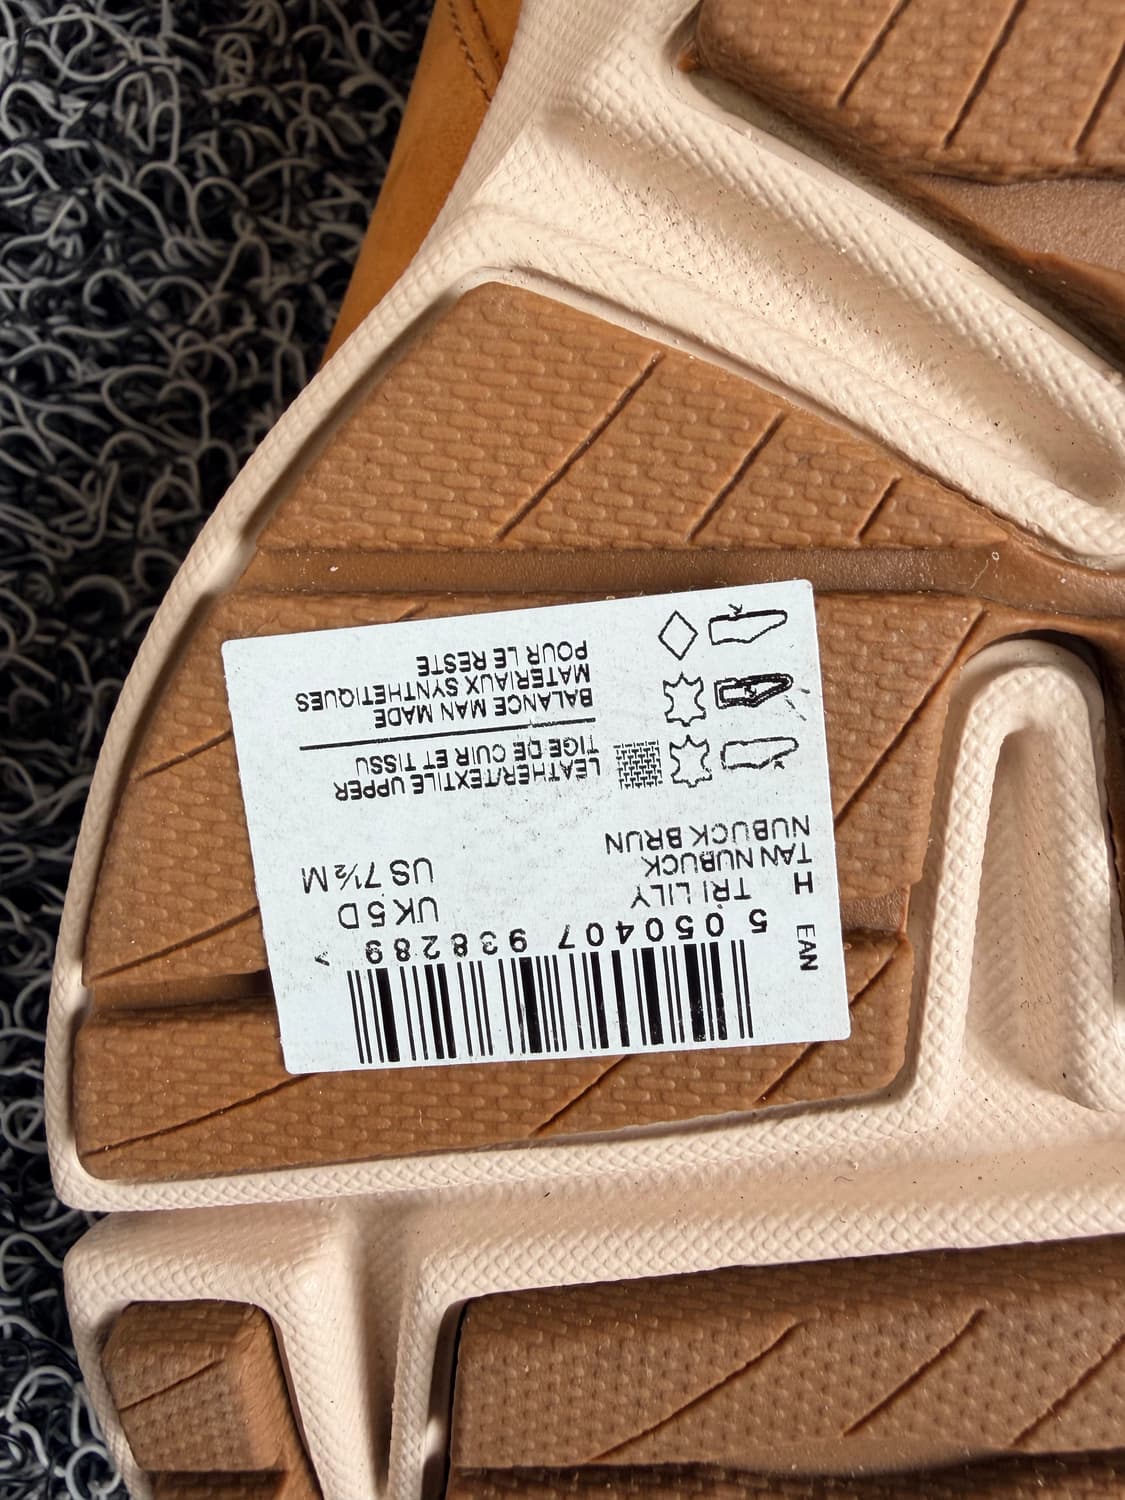 EAN
5 050407 938289 >
H TRI LILY UK 5 D
TAN NUBUCK US 7½ M
NUBUCK BRUN
LEATHER/TEXTILE UPPER
TIGE DE CUIR ET TISSU
BALANCE MAN MADE
MATERIAUX SYNTHETIQUES
POUR LE RESTE